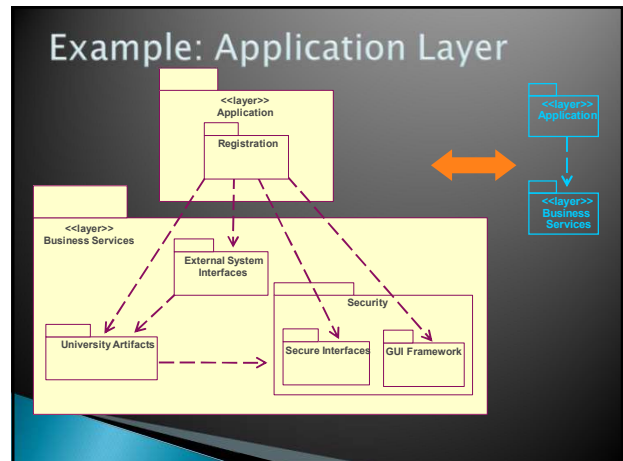 Example: Application Layer
<<layer>>
Application
Registration
<<layer>>
Application
<<layer>>
Business
Services
<<layer>>
Business Services
External System
Interfaces
Security
University Artifacts
Secure Interfaces
GUI Framework